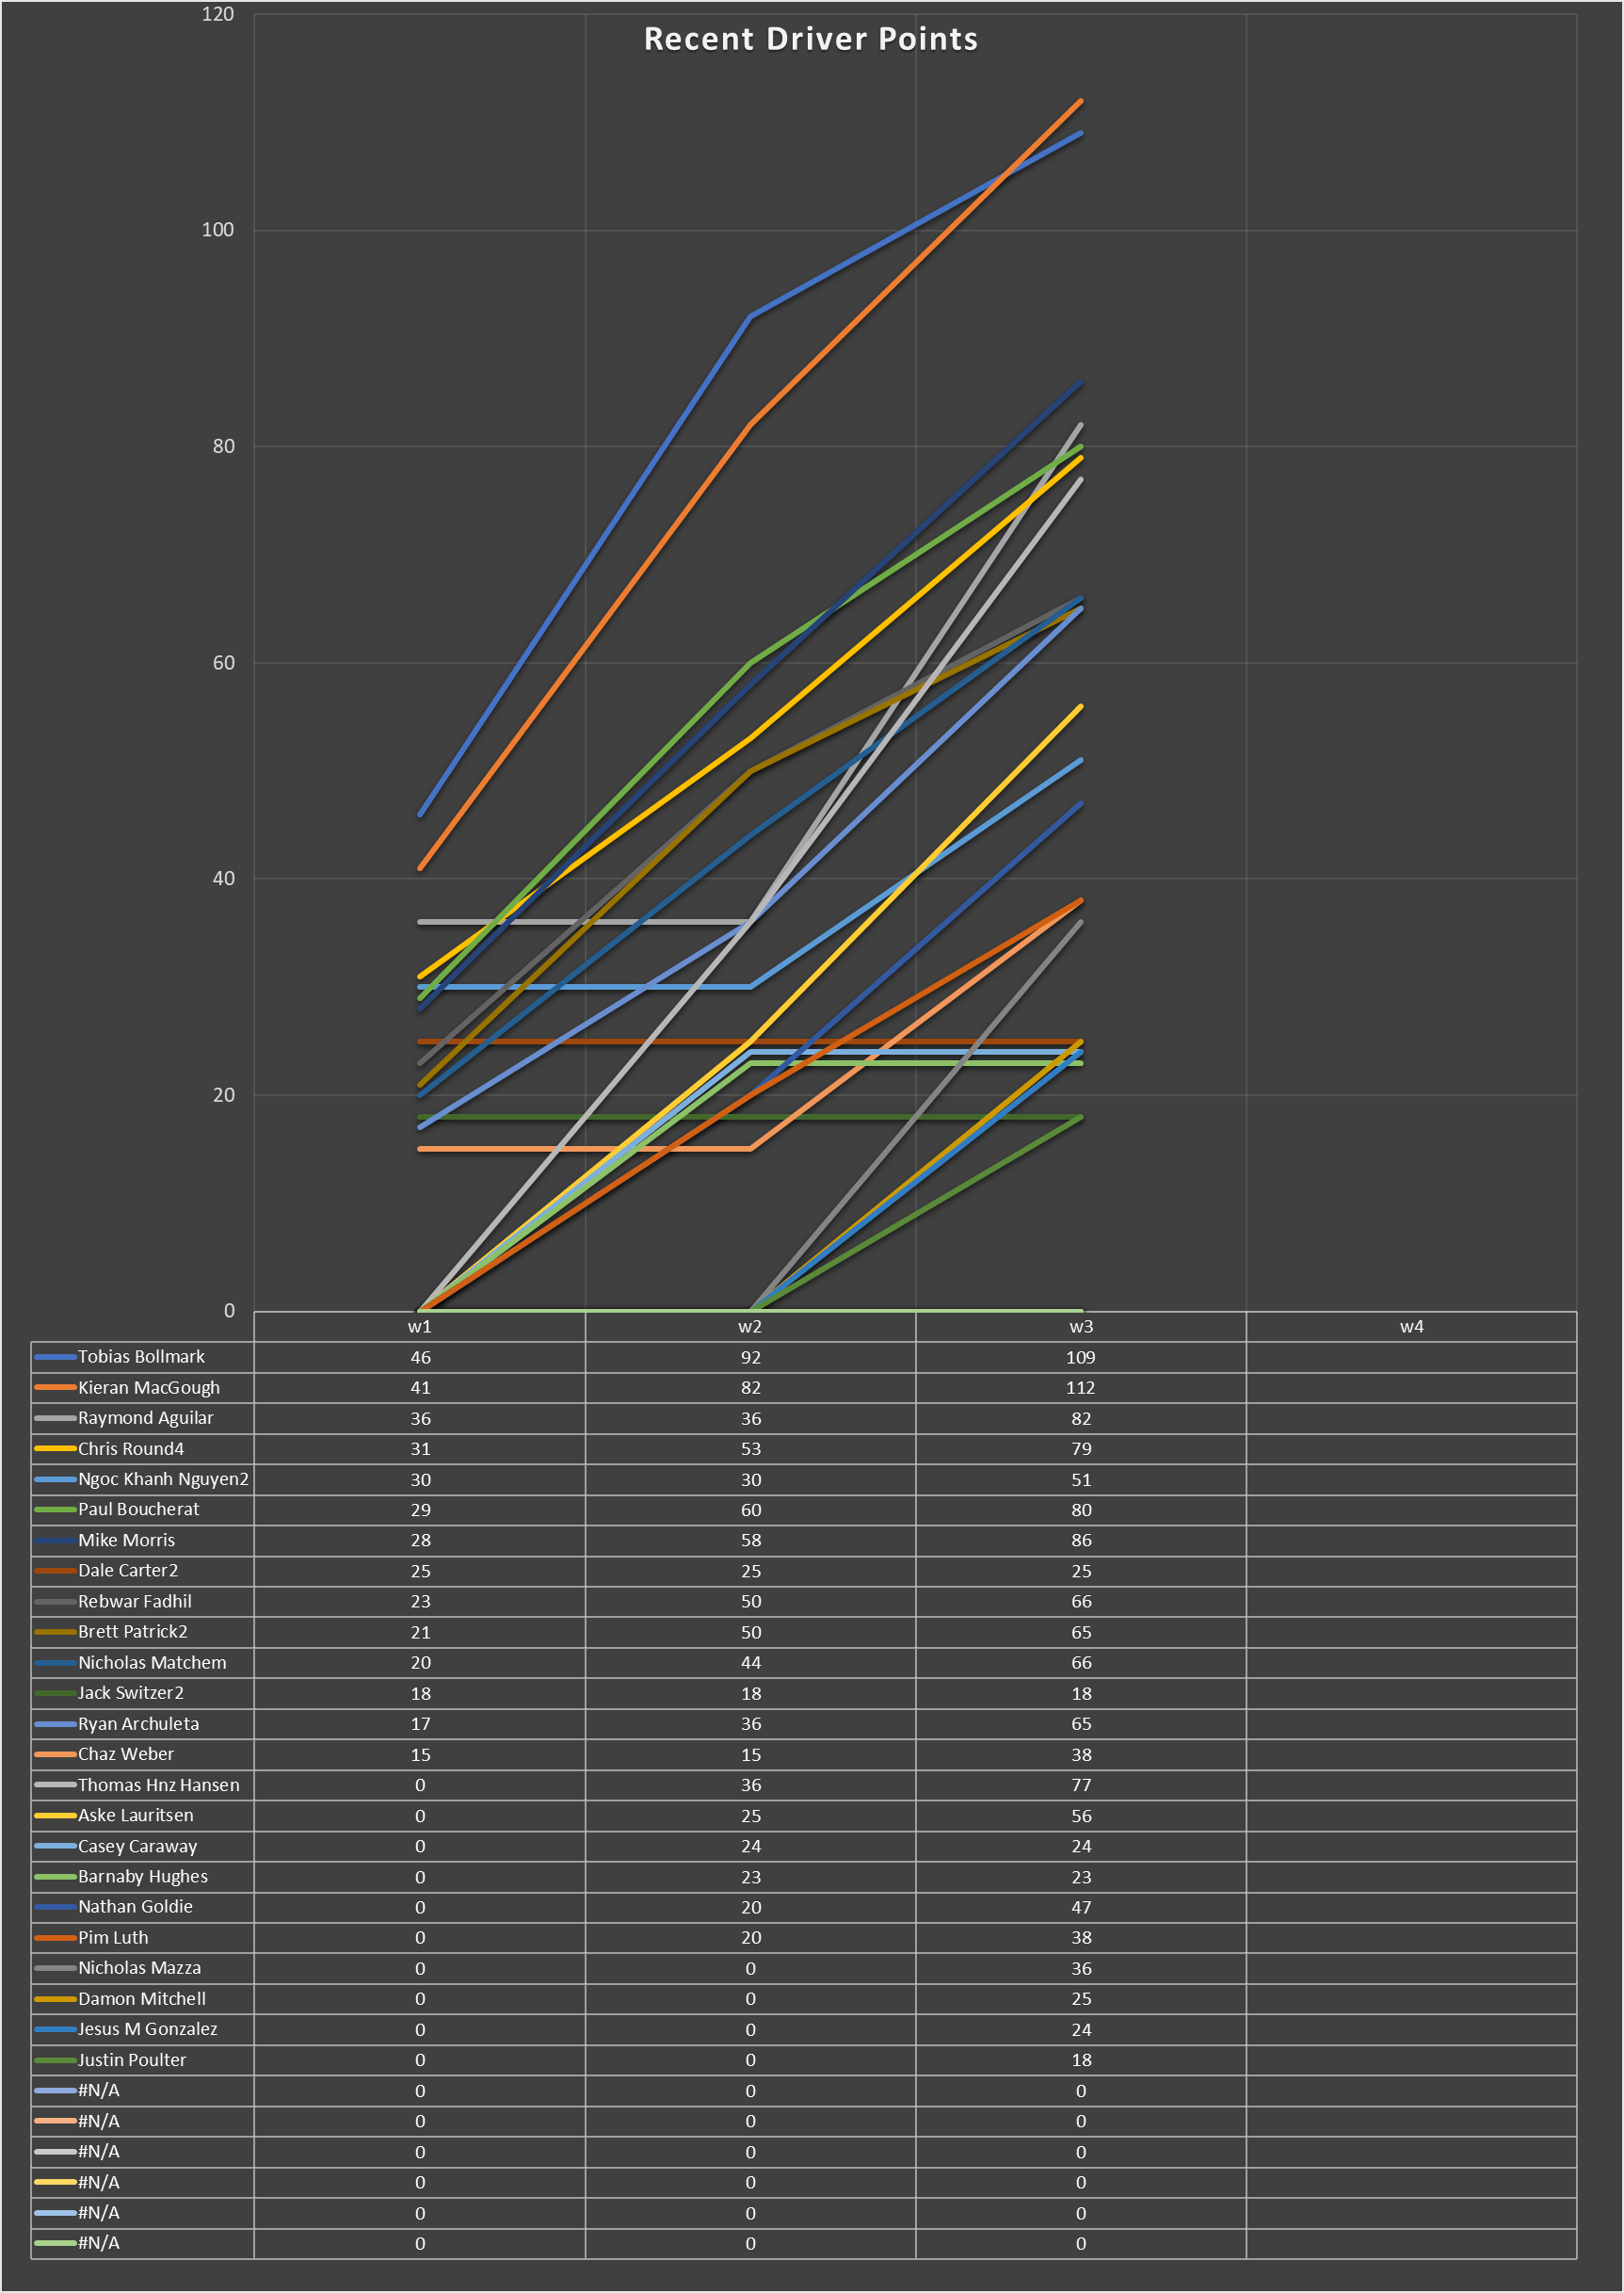 120
Recent Driver Points
100
80
60
40
20
0
w1 w2 w3 w4
Tobias Bollmark 46 92 109
Kieran MacGough 41 82 112
Raymond Aguilar 36 36 82
Chris Round4 31 53 79
Ngoc Khanh Nguyen2 30 30 51
Paul Boucherat 29 60 80
Mike Morris 28 58 86
Dale Carter2 25 25 25
Rebwar Fadhil 23 50 66
Brett Patrick2 21 50 65
Nicholas Matchem 20 44 66
Jack Switzer2 18 18 18
Ryan Archuleta 17 36 65
Chaz Weber 15 15 38
Thomas Hnz Hansen 0 36 77
Aske Lauritsen 0 25 56
Casey Caraway 0 24 24
Barnaby Hughes 0 23 23
Nathan Goldie 0 20 47
Pim Luth 0 20 38
Nicholas Mazza 0 0 36
Damon Mitchell 0 0 25
Jesus M Gonzalez 0 0 24
Justin Poulter 0 0 18
#N/A 0 0 0
#N/A 0 0 0
#N/A 0 0 0
#N/A 0 0 0
#N/A 0 0 0
#N/A 0 0 0